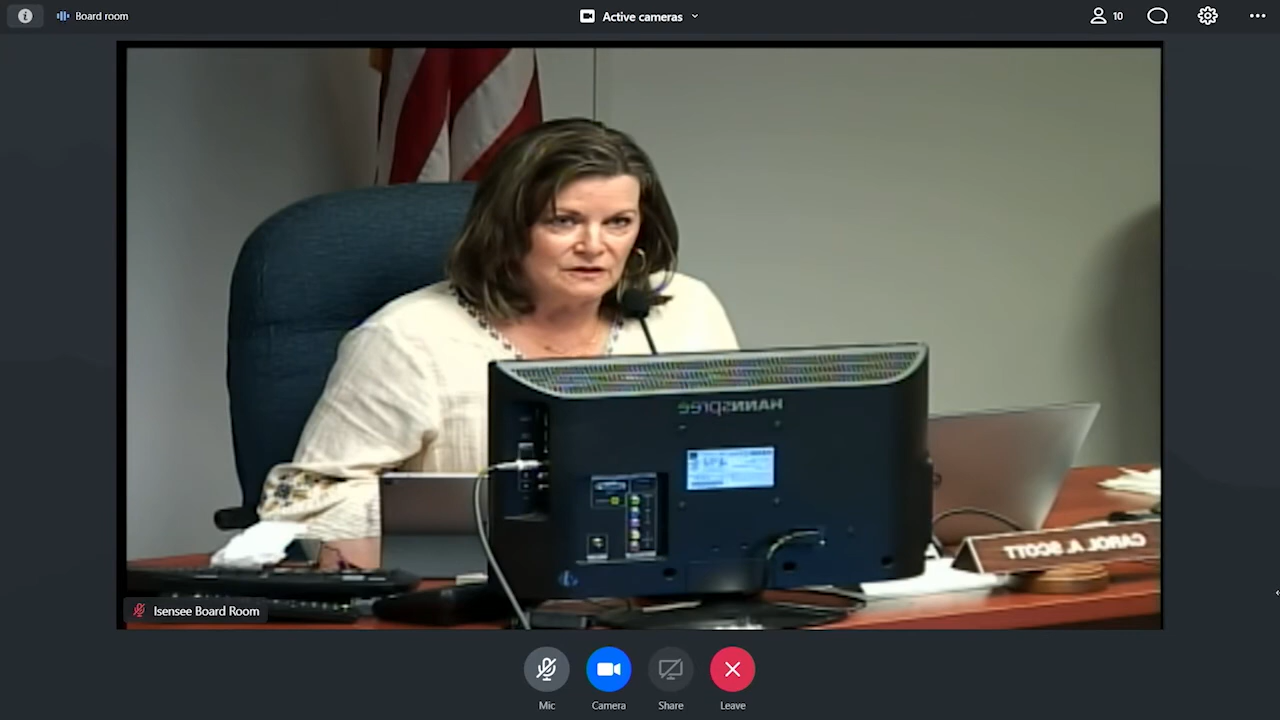 Board room
Active cameras
10
HANNspree
CAROL A. SCOTT
Isensee Board Room
Mic
Camera
Share
Leave